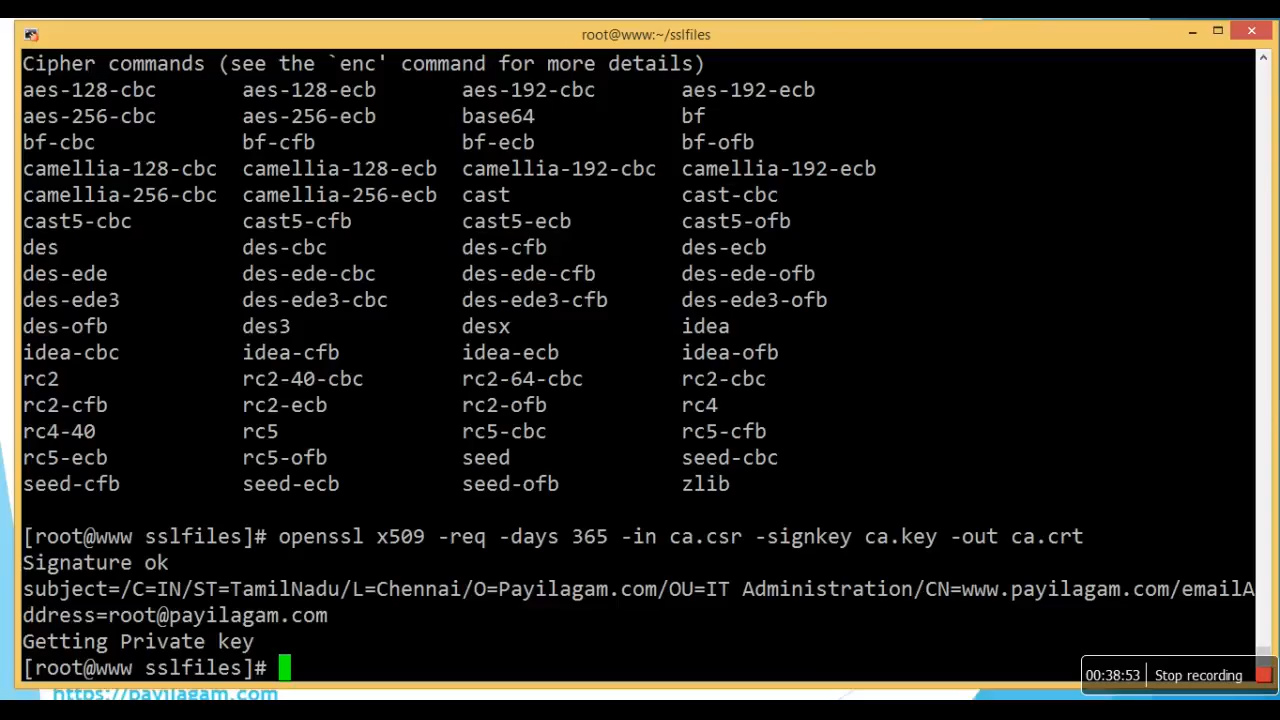 root@www:~/sslfiles
Cipher commands (see the `enc' command for more details)
aes-128-cbc aes-128-ecb aes-192-cbc aes-192-ecb
aes-256-cbc aes-256-ecb base64 bf
bf-cbc bf-cfb bf-ecb bf-ofb
camellia-128-cbc camellia-128-ecb camellia-192-cbc camellia-192-ecb
camellia-256-cbc camellia-256-ecb cast cast-cbc
cast5-cbc cast5-cfb cast5-ecb cast5-ofb
des des-cbc des-cfb des-ecb
des-ede des-ede-cbc des-ede-cfb des-ede-ofb
des-ede3 des-ede3-cbc des-ede3-cfb des-ede3-ofb
des-ofb des3 desx idea
idea-cbc idea-cfb idea-ecb idea-ofb
rc2 rc2-40-cbc rc2-64-cbc rc2-cbc
rc2-cfb rc2-ecb rc2-ofb rc4
rc4-40 rc5 rc5-cbc rc5-cfb
rc5-ecb rc5-ofb seed seed-cbc
seed-cfb seed-ecb seed-ofb zlib
[root@www sslfiles]# openssl x509 -req -days 365 -in ca.csr -signkey ca.key -out ca.crt
Signature ok
subject=/C=IN/ST=TamilNadu/L=Chennai/O=Payilagam.com/OU=IT Administration/CN=www.payilagam.com/emailA
ddress=root@payilagam.com
Getting Private key
[root@www sslfiles]#
00:38:53 Stop recording
https://payilagam.com